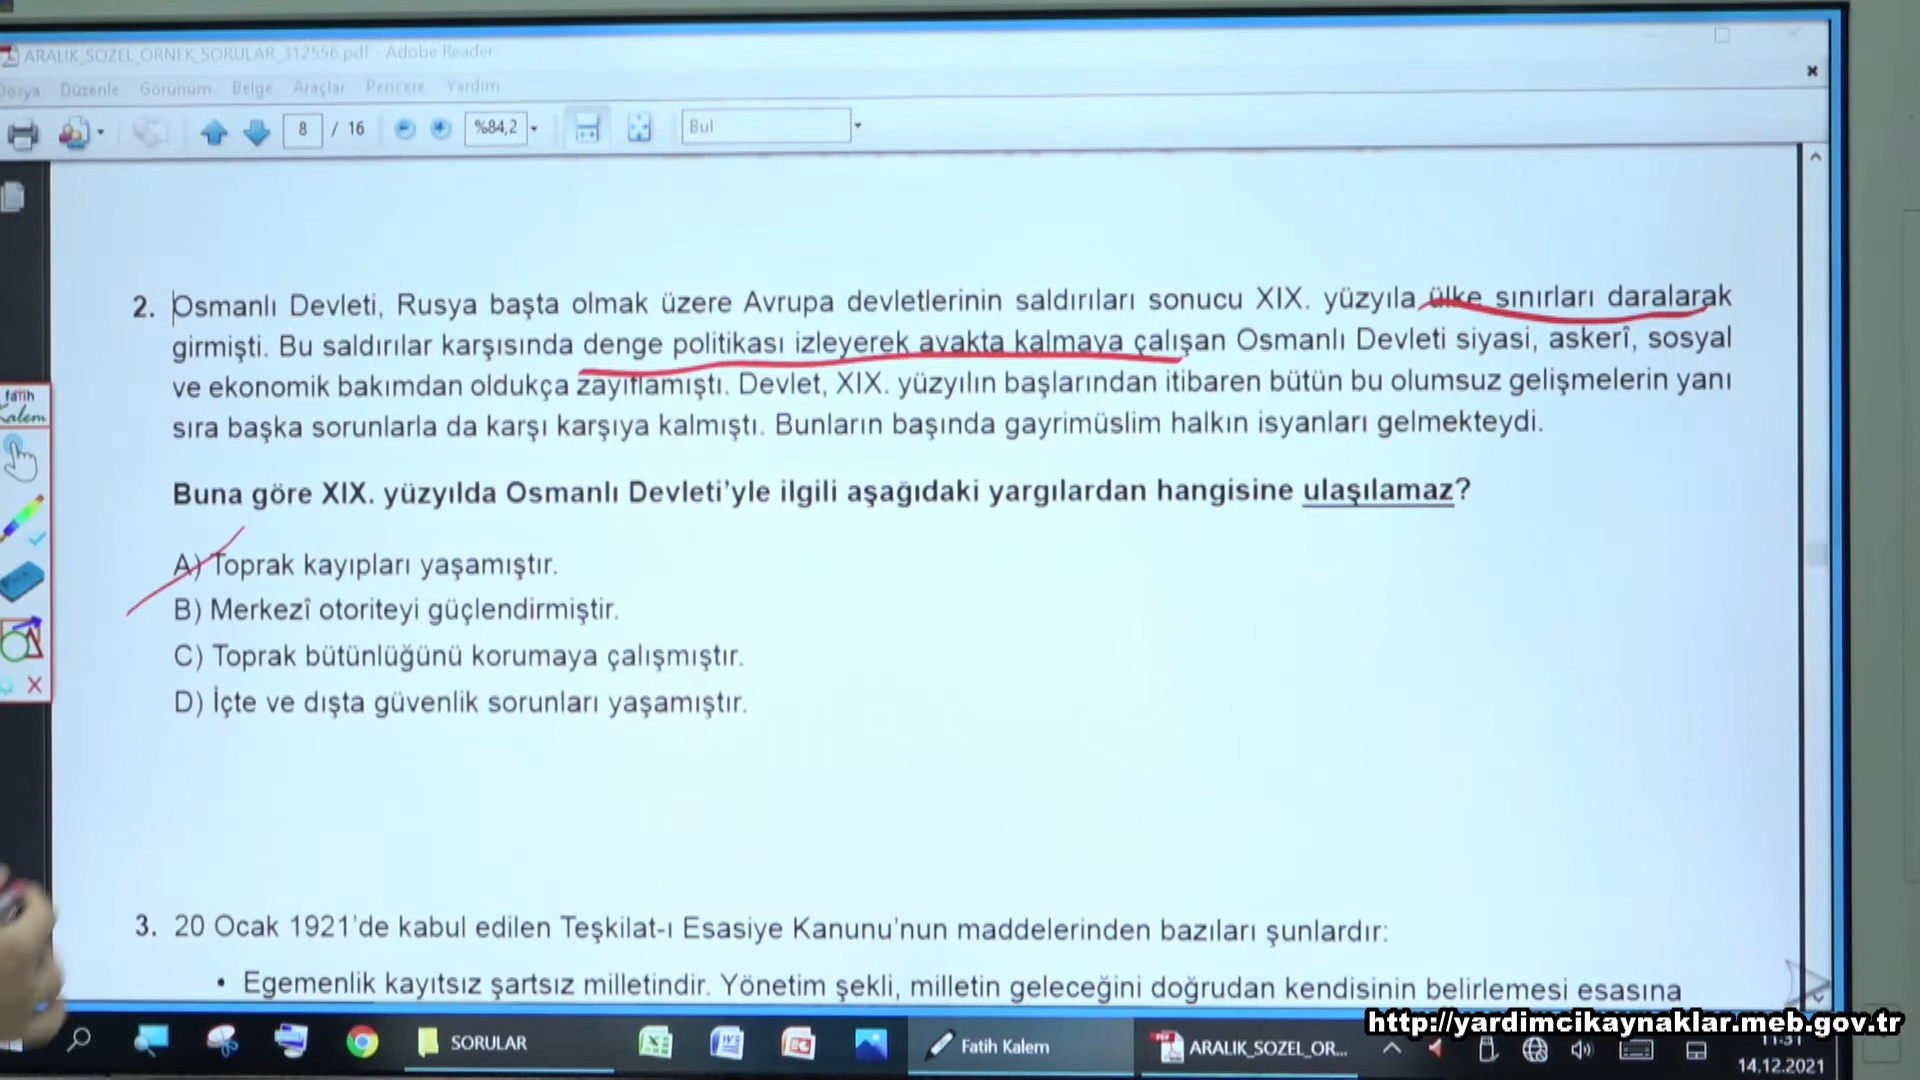 ARALIK_SOZEL_ORNEK_SORULAR_312556.pdf - Adobe Reader
Dosya Düzenle Görünüm Belge Araçlar Pencere Yardım
8 / 16 %84,2 Bul
2. Osmanlı Devleti, Rusya başta olmak üzere Avrupa devletlerinin saldırıları sonucu XIX. yüzyıla ülke sınırları daralarak
girmişti. Bu saldırılar karşısında denge politikası izleyerek ayakta kalmaya çalışan Osmanlı Devleti siyasi, askerî, sosyal
ve ekonomik bakımdan oldukça zayıflamıştı. Devlet, XIX. yüzyılın başlarından itibaren bütün bu olumsuz gelişmelerin yanı
sıra başka sorunlarla da karşı karşıya kalmıştı. Bunların başında gayrimüslim halkın isyanları gelmekteydi.
Buna göre XIX. yüzyılda Osmanlı Devleti'yle ilgili aşağıdaki yargılardan hangisine ulaşılamaz?
A) Toprak kayıpları yaşamıştır.
B) Merkezî otoriteyi güçlendirmiştir.
C) Toprak bütünlüğünü korumaya çalışmıştır.
D) İçte ve dışta güvenlik sorunları yaşamıştır.
fatih
Kalem
3. 20 Ocak 1921'de kabul edilen Teşkilat-ı Esasiye Kanunu'nun maddelerinden bazıları şunlardır:
• Egemenlik kayıtsız şartsız milletindir. Yönetim şekli, milletin geleceğini doğrudan kendisinin belirlemesi esasına
http://yardimcikaynaklar.meb.gov.tr
SORULAR Fatih Kalem ARALIK_SOZEL_OR... 11:31
14.12.2021